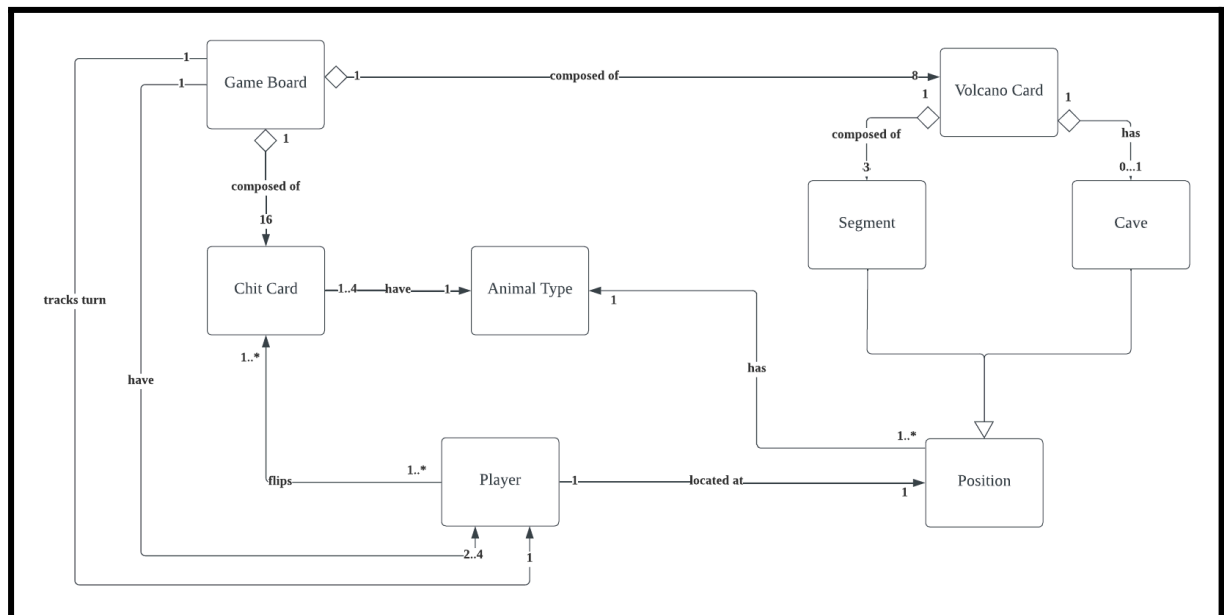 1
Game Board
1
composed of
8
Volcano Card
1
1
1
1
composed of
has
composed of
3
0...1
16
Segment
Cave
Chit Card
1..4
have
1
Animal Type
1
tracks turn
1..*
have
has
1..*
1..*
Player
flips
1
located at
1
Position
2..4
1